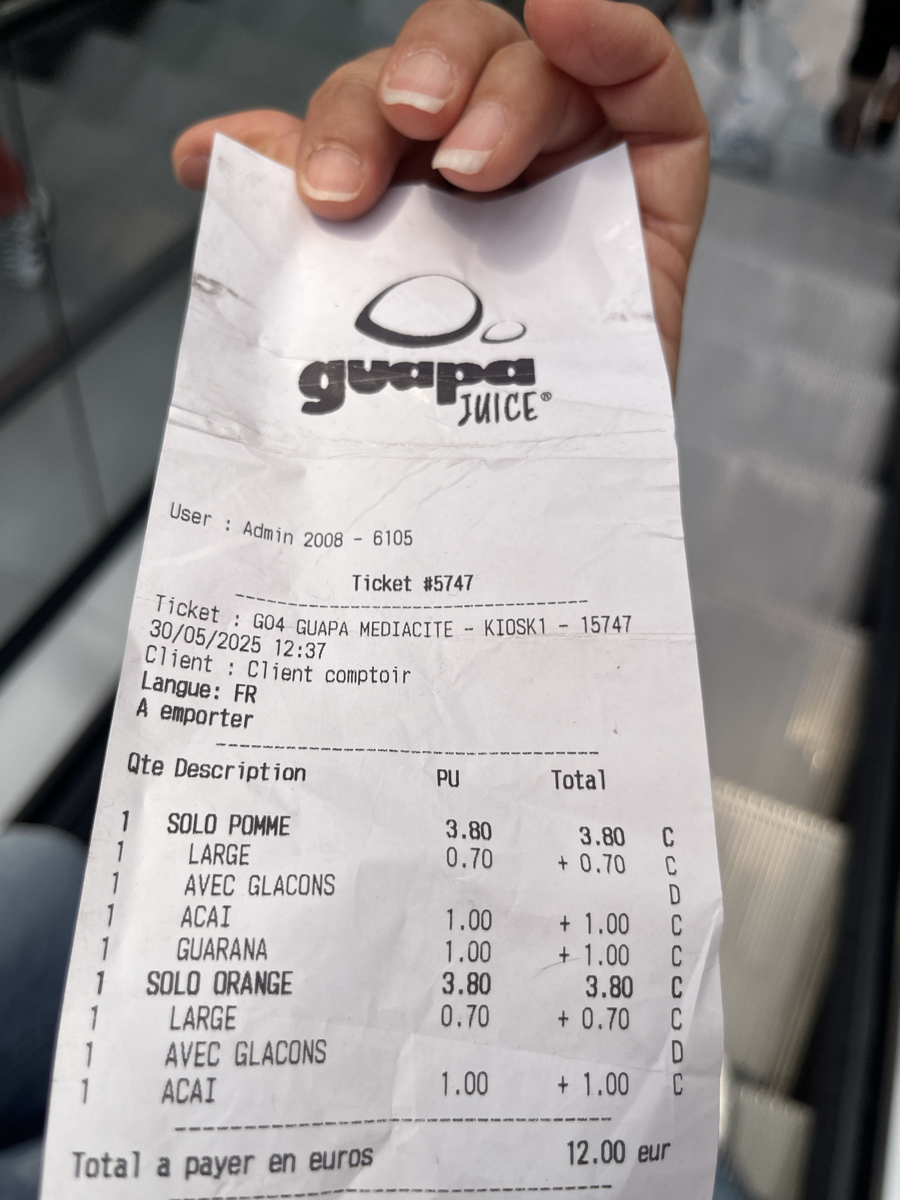 guapa
JUICE®
User : Admin 2008 - 6105
Ticket #5747
Ticket : G04 GUAPA MEDIACITE - KIOSK1 - 15747
30/05/2025 12:37
Client : Client comptoir
Langue: FR
A emporter
Qte Description PU Total
1 SOLO POMME 3.80 3.80 C
1 LARGE 0.70 + 0.70 C
1 AVEC GLACONS D
1 ACAI 1.00 + 1.00 C
1 GUARANA 1.00 + 1.00 C
1 SOLO ORANGE 3.80 3.80 C
1 LARGE 0.70 + 0.70 C
1 AVEC GLACONS D
1 ACAI 1.00 + 1.00 C
Total a payer en euros 12.00 eur